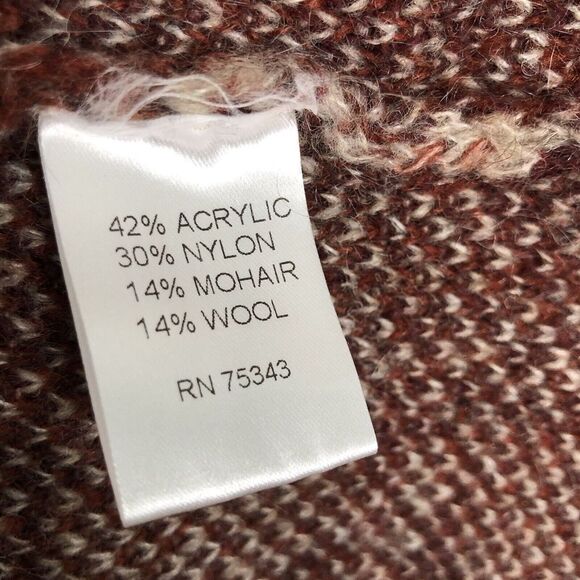 42% ACRYLIC
30% NYLON
14% MOHAIR
14% WOOL
RN 75343